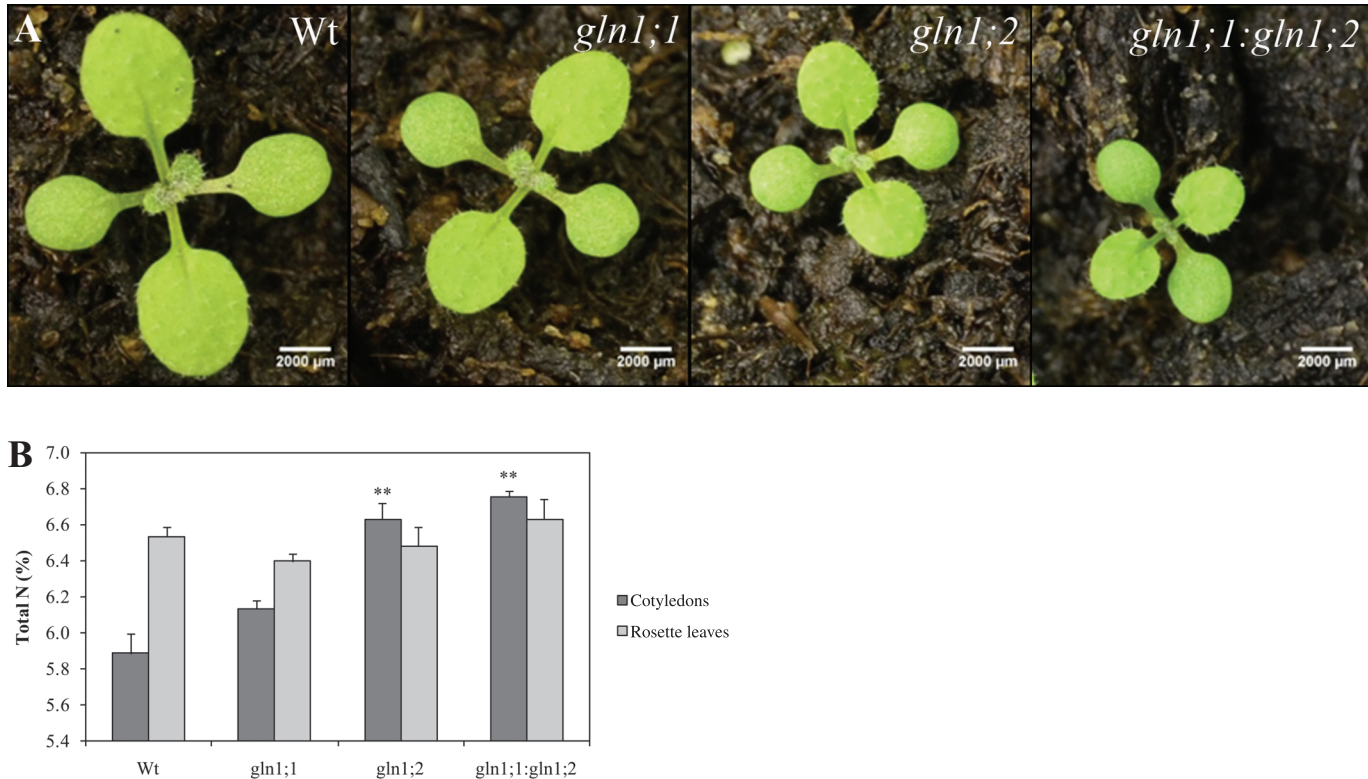 A
Wt
gln1;1
gln1;2
gln1;1:gln1;2
2000 µm
2000 µm
2000 µm
2000 µm
B
7.0
6.8
6.6
6.4
6.2
6.0
5.8
5.6
5.4
Total N (%)
**
**
Wt
gln1;1
gln1;2
gln1;1:gln1;2
Cotyledons
Rosette leaves